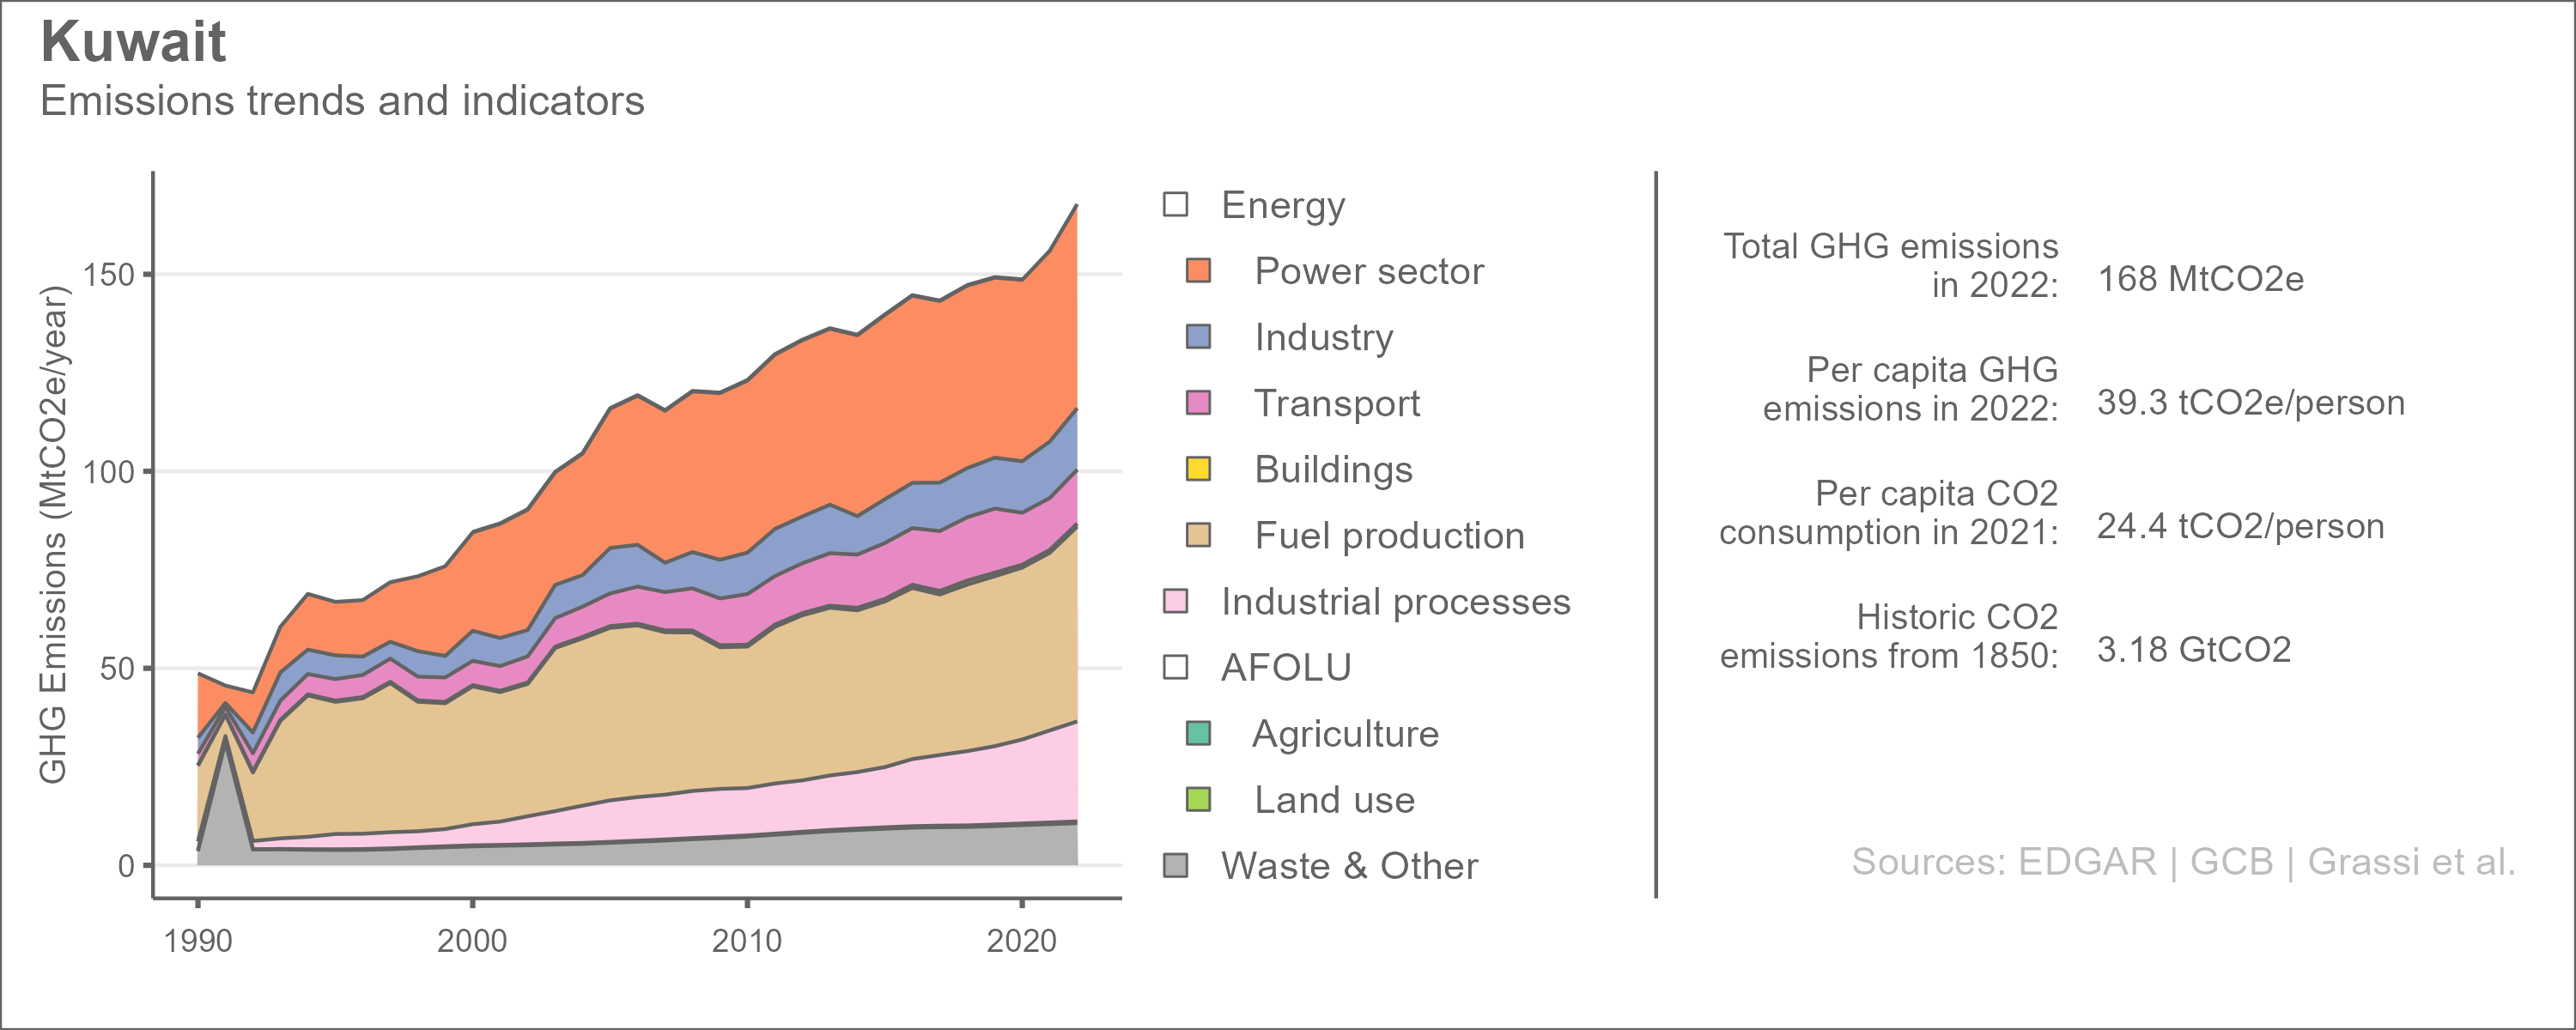 Kuwait
Emissions trends and indicators
GHG Emissions (MtCO2e/year)
150
100
50
0
1990
2000
2010
2020
Energy
Power sector
Industry
Transport
Buildings
Fuel production
Industrial processes
AFOLU
Agriculture
Land use
Waste & Other
Total GHG emissions
in 2022:
168 MtCO2e
Per capita GHG
emissions in 2022:
39.3 tCO2e/person
Per capita CO2
consumption in 2021:
24.4 tCO2/person
Historic CO2
emissions from 1850:
3.18 GtCO2
Sources: EDGAR | GCB | Grassi et al.